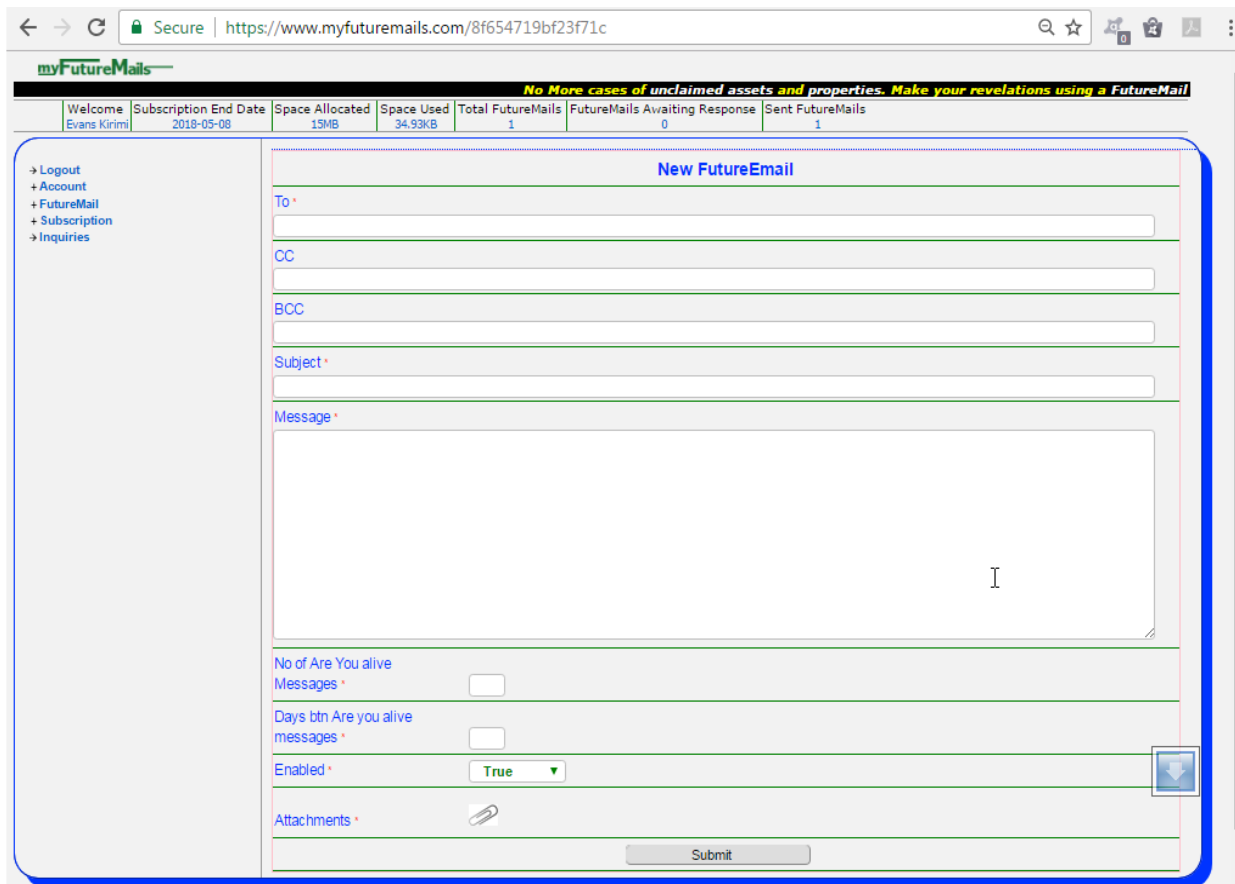 Secure | https://www.myfuturemails.com/8f654719bf23f71c
0
myFutureMails
No More cases of unclaimed assets and properties. Make your revelations using a FutureMail
Welcome Subscription End Date Space Allocated Space Used Total FutureMails FutureMails Awaiting Response Sent FutureMails
Evans Kirimi 2018-05-08 15MB 34.93KB 1 0 1
Logout
+ Account
+ FutureMail
+ Subscription
Inquiries
New FutureEmail
To *
CC
BCC
Subject *
Message *
No of Are You alive
Messages *
Days btn Are you alive
messages *
Enabled * True
Attachments *
Submit